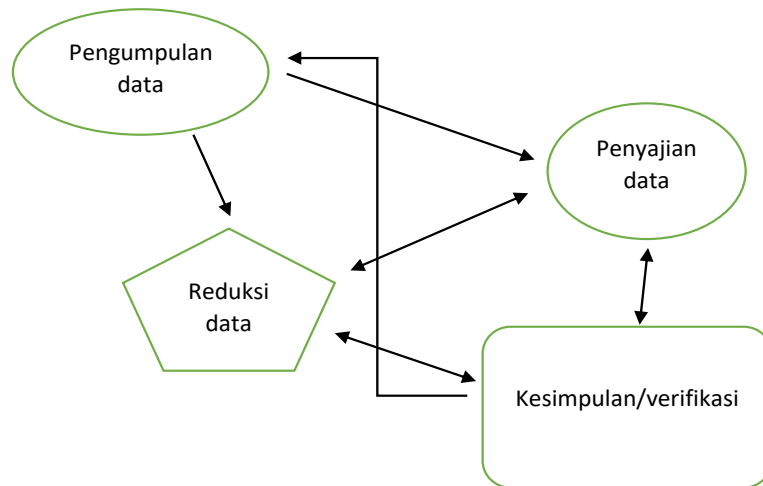 Pengumpulan
data
Penyajian
data
Reduksi
data
Kesimpulan/verifikasi